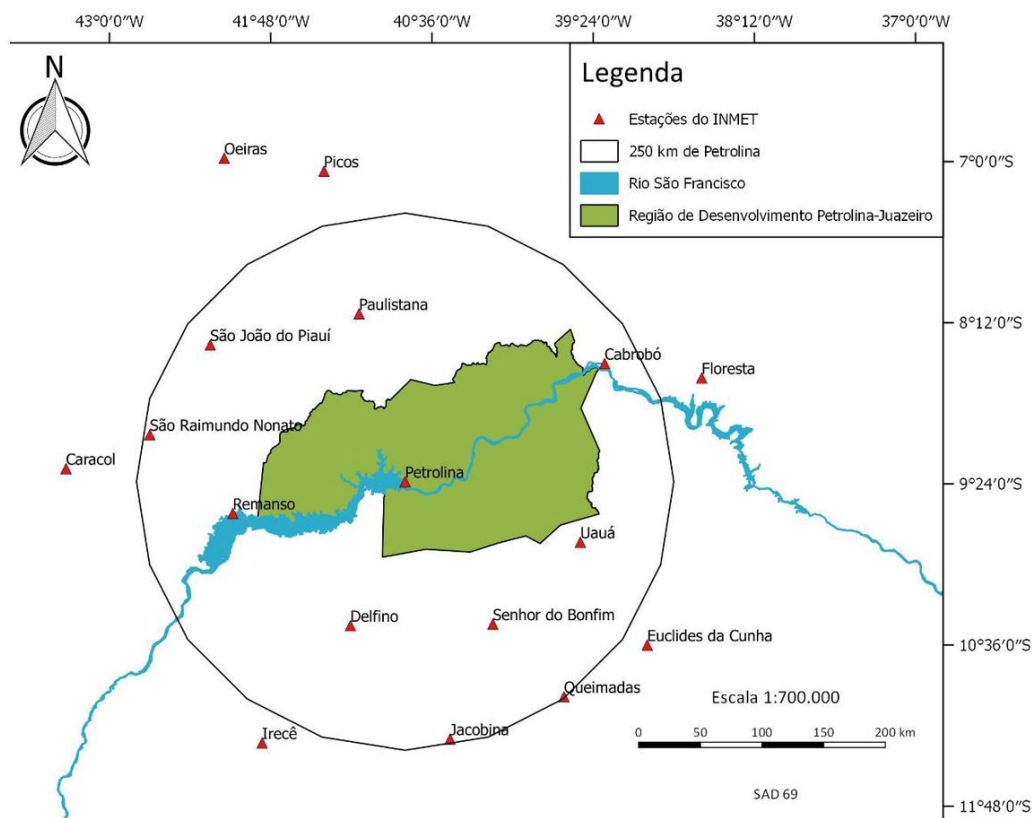 43°0′0″W 41°48′0″W 40°36′0″W 39°24′0″W 38°12′0″W 37°0′0″W
N
Legenda
Estações do INMET
250 km de Petrolina
Rio São Francisco
Região de Desenvolvimento Petrolina-Juazeiro
Oeiras
Picos
7°0′0″S
Paulistana
São João do Piauí
8°12′0″S
Cabrobó
Floresta
São Raimundo Nonato
Caracol
Petrolina
9°24′0″S
Remanso
Uauá
Delfino
Senhor do Bonfim
Euclides da Cunha
10°36′0″S
Queimadas
Escala 1:700.000
Irecê
Jacobina
0 50 100 150 200 km
SAD 69
11°48′0″S